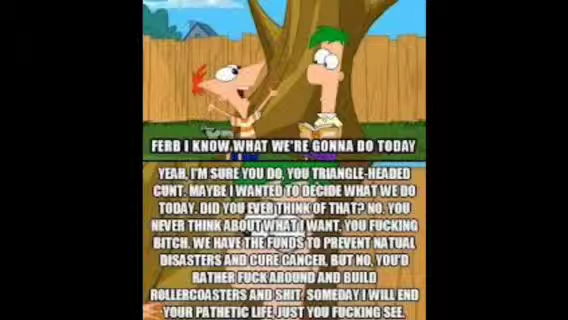 FERB I KNOW WHAT WE'RE GONNA DO TODAY
YEAH, I'M SURE YOU DO, YOU TRIANGLE-HEADED
CUNT. MAYBE I WANTED TO DECIDE WHAT WE DO
TODAY. DID YOU EVER THINK OF THAT? NO. YOU
NEVER THINK ABOUT WHAT I WANT, YOU FUCKING
BITCH. WE HAVE THE FUNDS TO PREVENT NATUAL
DISASTERS AND CURE CANCER, BUT NO, YOU'D
RATHER FUCK AROUND AND BUILD
ROLLERCOASTERS AND SHIT. SOMEDAY I WILL END
YOUR PATHETIC LIFE, JUST YOU FUCKING SEE.